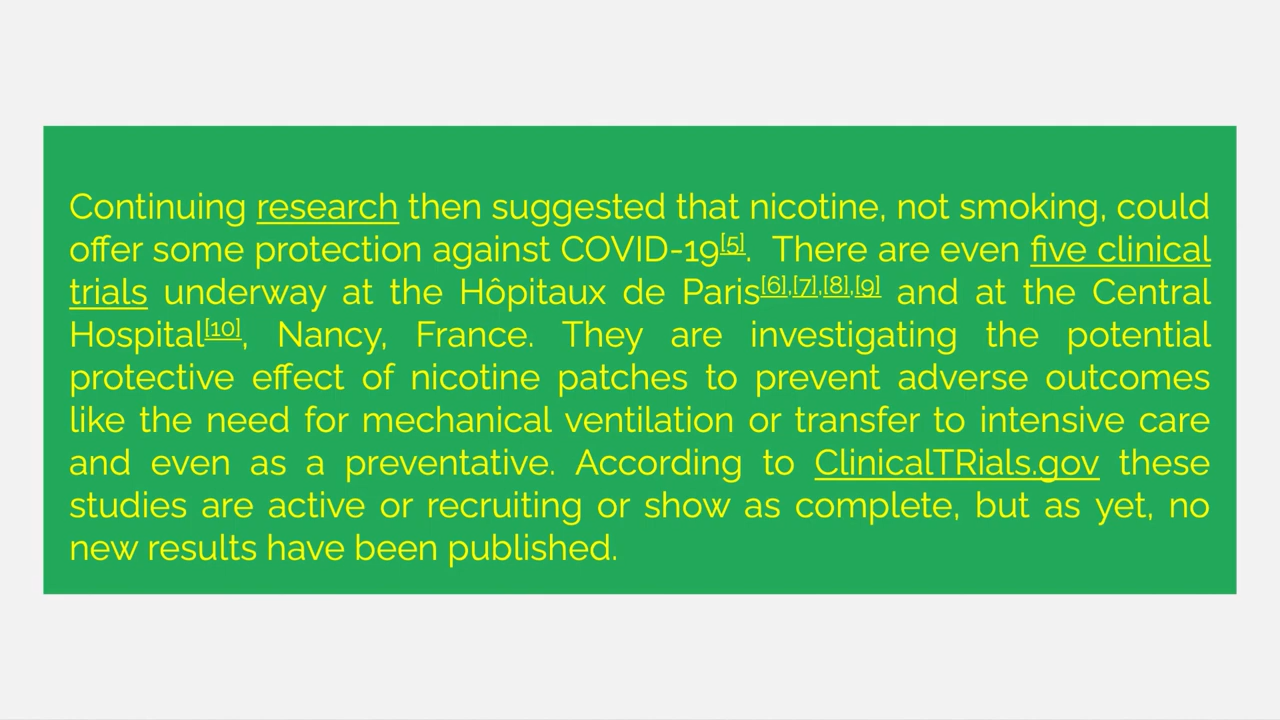 Continuing research then suggested that nicotine, not smoking, could
offer some protection against COVID-19[5].  There are even five clinical
trials underway at the Hôpitaux de Paris[6],[7],[8],[9] and at the Central
Hospital[10], Nancy, France. They are investigating the potential
protective effect of nicotine patches to prevent adverse outcomes
like the need for mechanical ventilation or transfer to intensive care
and even as a preventative. According to ClinicalTRials.gov these
studies are active or recruiting or show as complete, but as yet, no
new results have been published.